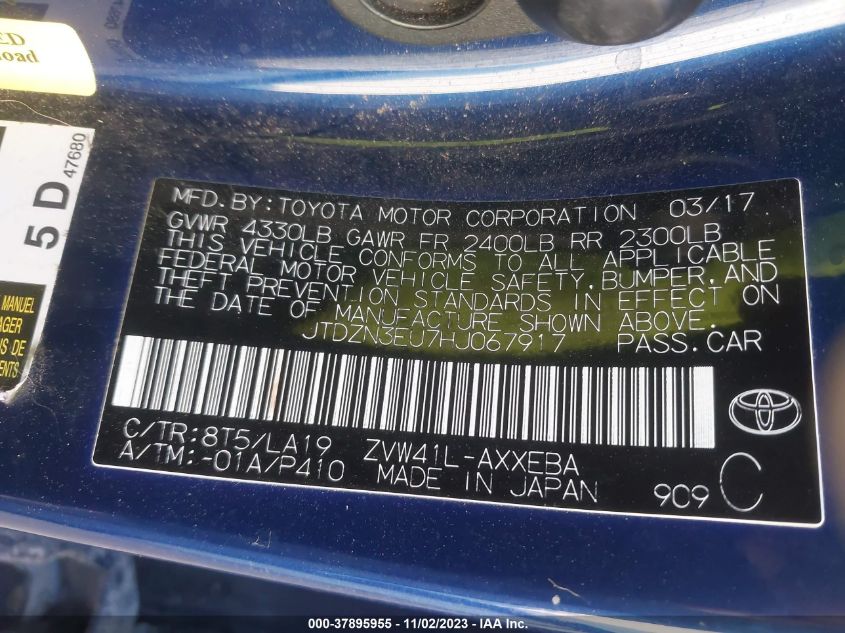 ED
oad
5 D 47680
MANUEL
AGER
IS DE
ENTS
MFD. BY: TOYOTA MOTOR CORPORATION 03/17
GVWR 4330LB GAWR FR 2400LB RR 2300LB
THIS VEHICLE CONFORMS TO ALL APPLICABLE
FEDERAL MOTOR VEHICLE SAFETY, BUMPER, AND
THEFT PREVENTION STANDARDS IN EFFECT ON
THE DATE OF MANUFACTURE SHOWN ABOVE.
JTDZN3EU7HJ067917 PASS. CAR
C/TR: 8T5/LA19 ZVW41L-AXXEBA
A/TM: -01A/P410 MADE IN JAPAN
9C9 C
000-37895955 - 11/02/2023 - IAA Inc.